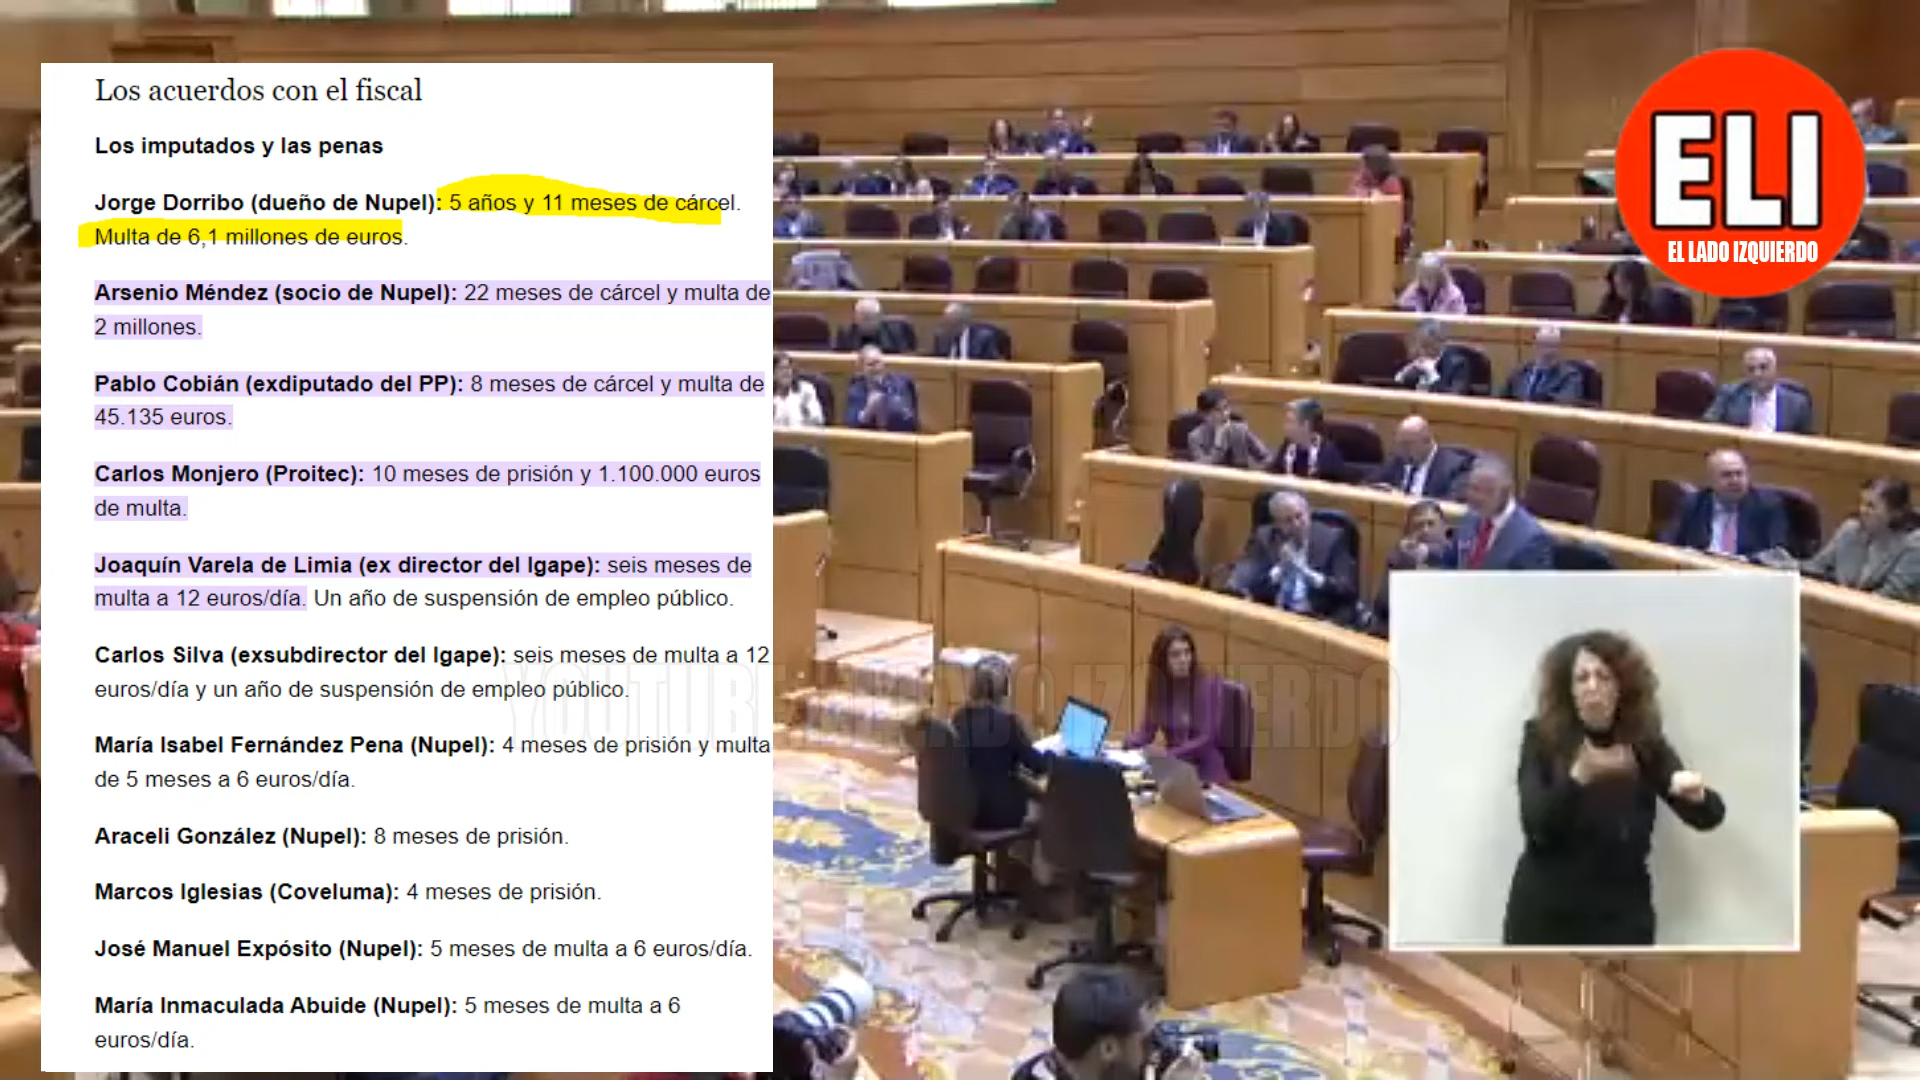 Los acuerdos con el fiscal
Los imputados y las penas
Jorge Dorribo (dueño de Nupel): 5 años y 11 meses de cárcel.
Multa de 6,1 millones de euros.
Arsenio Méndez (socio de Nupel): 22 meses de cárcel y multa de
2 millones.
Pablo Cobián (exdiputado del PP): 8 meses de cárcel y multa de
45.135 euros.
Carlos Monjero (Proitec): 10 meses de prisión y 1.100.000 euros
de multa.
Joaquín Varela de Limia (ex director del Igape): seis meses de
multa a 12 euros/día. Un año de suspensión de empleo público.
Carlos Silva (exsubdirector del Igape): seis meses de multa a 12
euros/día y un año de suspensión de empleo público.
María Isabel Fernández Pena (Nupel): 4 meses de prisión y multa
de 5 meses a 6 euros/día.
Araceli González (Nupel): 8 meses de prisión.
Marcos Iglesias (Coveluma): 4 meses de prisión.
José Manuel Expósito (Nupel): 5 meses de multa a 6 euros/día.
María Inmaculada Abuide (Nupel): 5 meses de multa a 6
euros/día.
ELI
EL LADO IZQUIERDO
YOUTUBE EL LADO IZQUIERDO